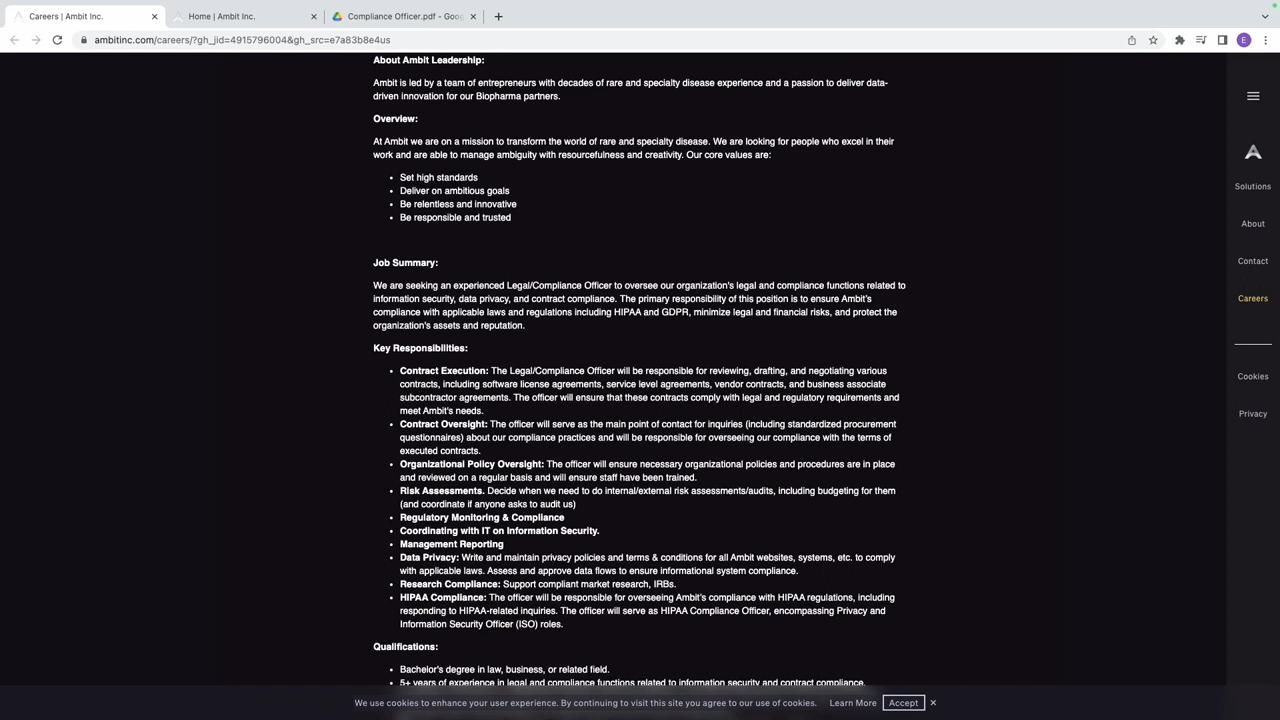 Careers | Ambit Inc.
Home | Ambit Inc.
Compliance Officer.pdf - Goog
ambitinc.com/careers/?gh_jid=4915796004&gh_src=e7a83b8e4us
E
About Ambit Leadership:
Ambit is led by a team of entrepreneurs with decades of rare and specialty disease experience and a passion to deliver data-
driven innovation for our Biopharma partners.
Overview:
At Ambit we are on a mission to transform the world of rare and specialty disease. We are looking for people who excel in their
work and are able to manage ambiguity with resourcefulness and creativity. Our core values are:
• Set high standards
• Deliver on ambitious goals
• Be relentless and innovative
• Be responsible and trusted
Job Summary:
We are seeking an experienced Legal/Compliance Officer to oversee our organization's legal and compliance functions related to
information security, data privacy, and contract compliance. The primary responsibility of this position is to ensure Ambit's
compliance with applicable laws and regulations including HIPAA and GDPR, minimize legal and financial risks, and protect the
organization's assets and reputation.
Key Responsibilities:
• Contract Execution: The Legal/Compliance Officer will be responsible for reviewing, drafting, and negotiating various
contracts, including software license agreements, service level agreements, vendor contracts, and business associate
subcontractor agreements. The officer will ensure that these contracts comply with legal and regulatory requirements and
meet Ambit's needs.
• Contract Oversight: The officer will serve as the main point of contact for inquiries (including standardized procurement
questionnaires) about our compliance practices and will be responsible for overseeing our compliance with the terms of
executed contracts.
• Organizational Policy Oversight: The officer will ensure necessary organizational policies and procedures are in place
and reviewed on a regular basis and will ensure staff have been trained.
• Risk Assessments. Decide when we need to do internal/external risk assessments/audits, including budgeting for them
(and coordinate if anyone asks to audit us)
• Regulatory Monitoring & Compliance
• Coordinating with IT on Information Security.
• Management Reporting
• Data Privacy: Write and maintain privacy policies and terms & conditions for all Ambit websites, systems, etc. to comply
with applicable laws. Assess and approve data flows to ensure informational system compliance.
• Research Compliance: Support compliant market research, IRBs.
• HIPAA Compliance: The officer will be responsible for overseeing Ambit's compliance with HIPAA regulations, including
responding to HIPAA-related inquiries. The officer will serve as HIPAA Compliance Officer, encompassing Privacy and
Information Security Officer (ISO) roles.
Qualifications:
• Bachelor's degree in law, business, or related field.
• 5+ years of experience in legal and compliance functions related to information security and contract compliance.
Solutions
About
Contact
Careers
Cookies
Privacy
We use cookies to enhance your user experience. By continuing to visit this site you agree to our use of cookies. Learn More Accept